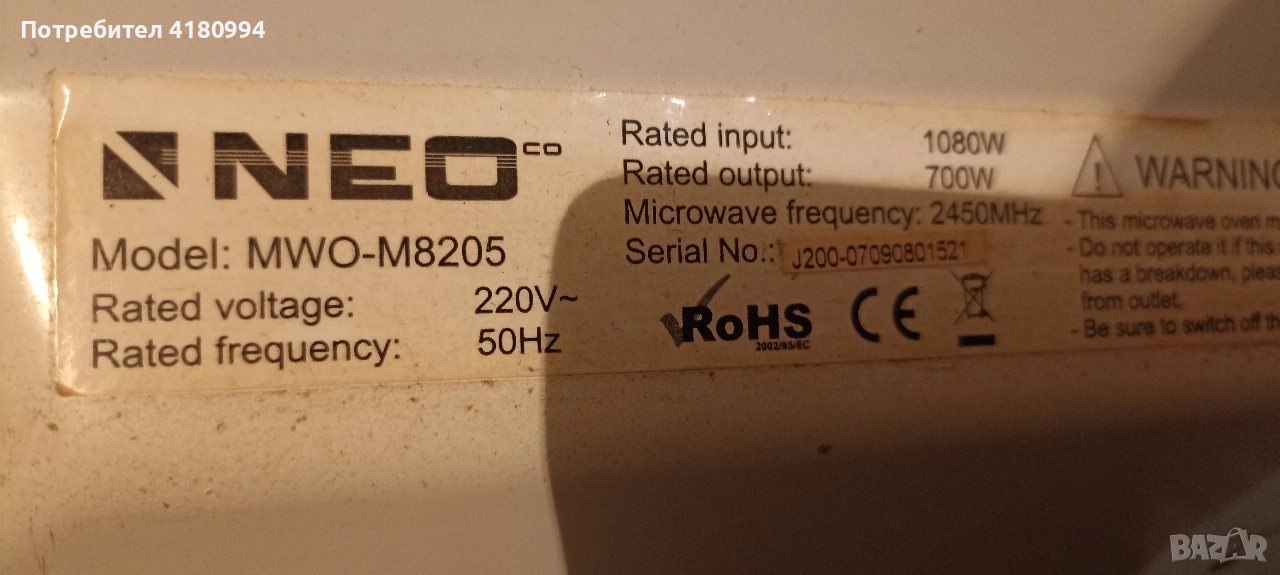 Потребител 4180994
NEO CO
Model: MWO-M8205
Rated voltage: 220V~
Rated frequency: 50Hz
Rated input: 1080W
Rated output: 700W
Microwave frequency: 2450MHz
Serial No.: J200-07090801521
RoHS
2002/95/EC
CE
WARNING
- This microwave oven m
- Do not operate it if this
has a breakdown, pleas
from outlet.
- Be sure to switch off th
BAZAR